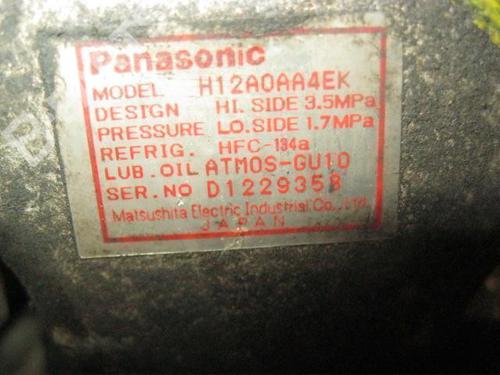 Panasonic
MODEL H12A0AA4EK
DESIGN HI. SIDE 3.5MPa
PRESSURE LO. SIDE 1.7MPa
REFRIG. HFC-134a
LUB. OIL ATMOS-GU10
SER. NO D1229358
Matsushita Electric Industrial Co., Ltd.
JAPAN